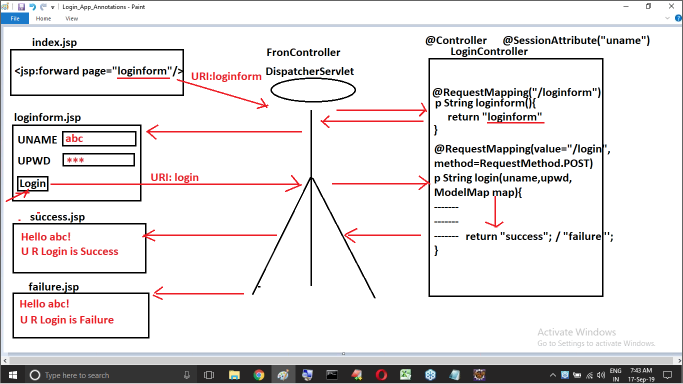 Login_App_Annotations - Paint
File
Home
View
index.jsp
<jsp:forward page="loginform"/>
URI:loginform
FronController
DispatcherServlet
@Controller @SessionAttribute("uname")
LoginController
@RequestMapping("/loginform")
p String loginform(){
return "loginform"
}
@RequestMapping(value="/login",
method=RequestMethod.POST)
p String login(uname,upwd,
ModelMap map){
-------
-------
------- return "success"; / "failure";
}
loginform.jsp
UNAME abc
UPWD ***
Login
URI: login
success.jsp
Hello abc!
U R Login is Success
failure.jsp
Hello abc!
U R Login is Failure
Activate Windows
Go to Settings to activate Windows.
Type here to search
ENG
IN
7:43 AM
17-Sep-19